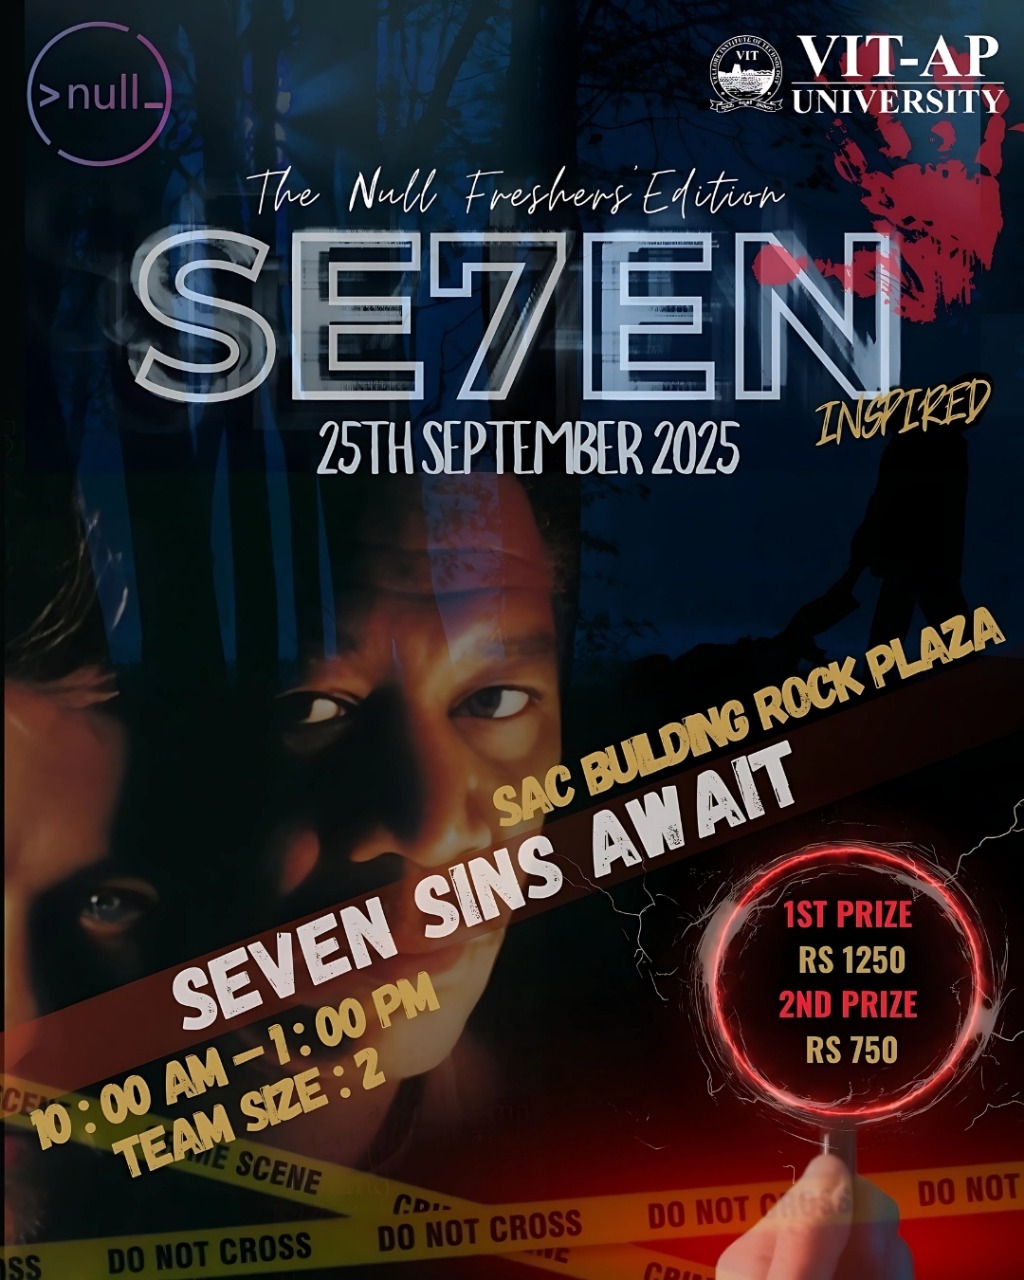 >null_
VIT
VIT-AP
UNIVERSITY
The Null Freshers' Edition
SE7EN
INSPIRED
25TH SEPTEMBER 2025
SAC BUILDING ROCK PLAZA
SEVEN SINS AWAIT
10:00 AM – 1:00 PM
TEAM SIZE : 2
1ST PRIZE
RS 1250
2ND PRIZE
RS 750
SCENE
SCENE
DO NOT CROSS
DO NOT CROSS
DO NOT CROSS
DO NOT